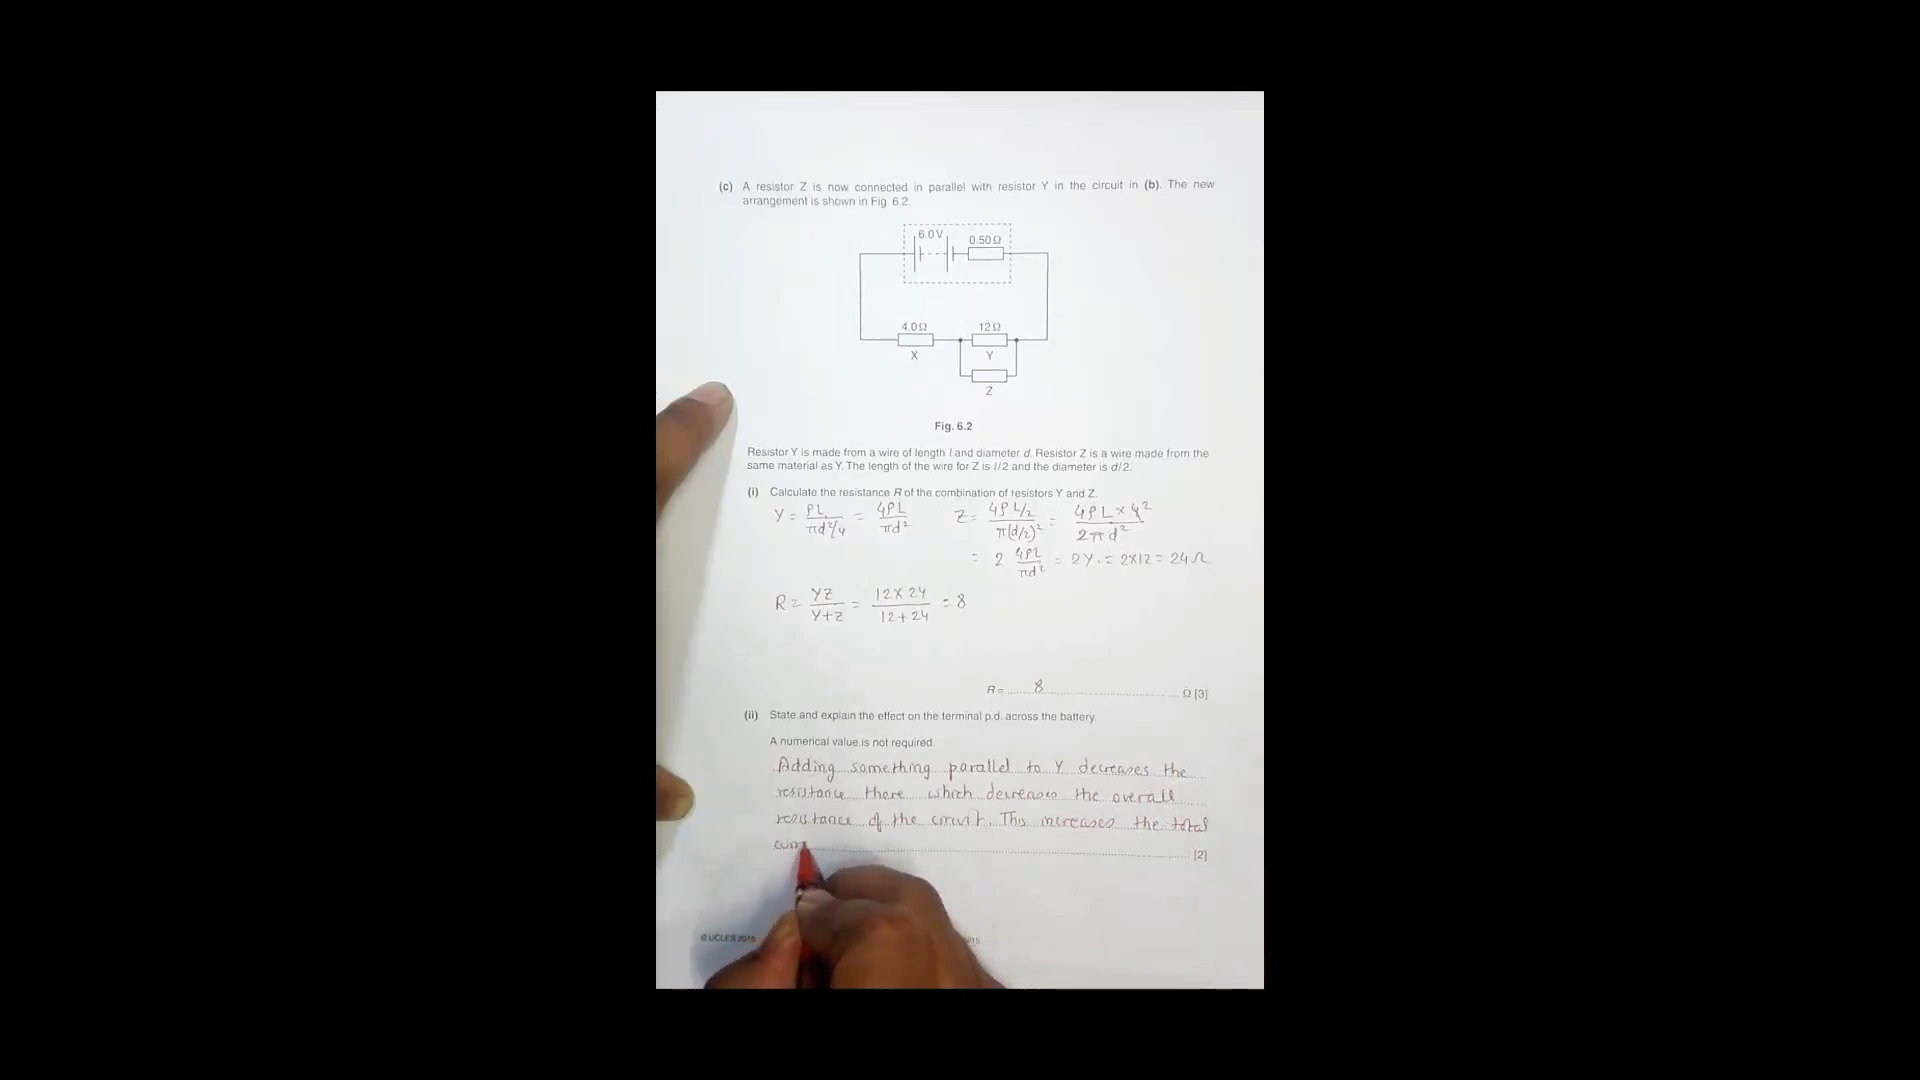 (c) A resistor Z is now connected in parallel with resistor Y in the circuit in (b). The new
arrangement is shown in Fig. 6.2.
6.0V
0.50Ω
4.0Ω
12Ω
X
Y
Z
Fig. 6.2
Resistor Y is made from a wire of length l and diameter d. Resistor Z is a wire made from the
same material as Y. The length of the wire for Z is l/2 and the diameter is d/2.
(i) Calculate the resistance R of the combination of resistors Y and Z.
Y = ρL/(πd²/4) = 4ρL/(πd²) Z = 4ρL/2/(π(d/2)²) = 4ρL×4²/(2πd²)
= 2 4ρL/(πd²) = 2Y. = 2×12 = 24Ω
R = YZ/(Y+Z) = 12×24/(12+24) = 8
R = 8 Ω [3]
(ii) State and explain the effect on the terminal p.d. across the battery.
A numerical value is not required.
Adding something parallel to Y decreases the
resistance there which decreases the overall
resistance of the circuit. This increases the total
[2]
© UCLES 2015